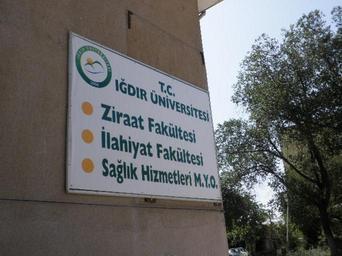 T.C.
IĞDIR ÜNİVERSİTESİ
Ziraat Fakültesi
İlahiyat Fakültesi
Sağlık Hizmetleri M.Y.O.